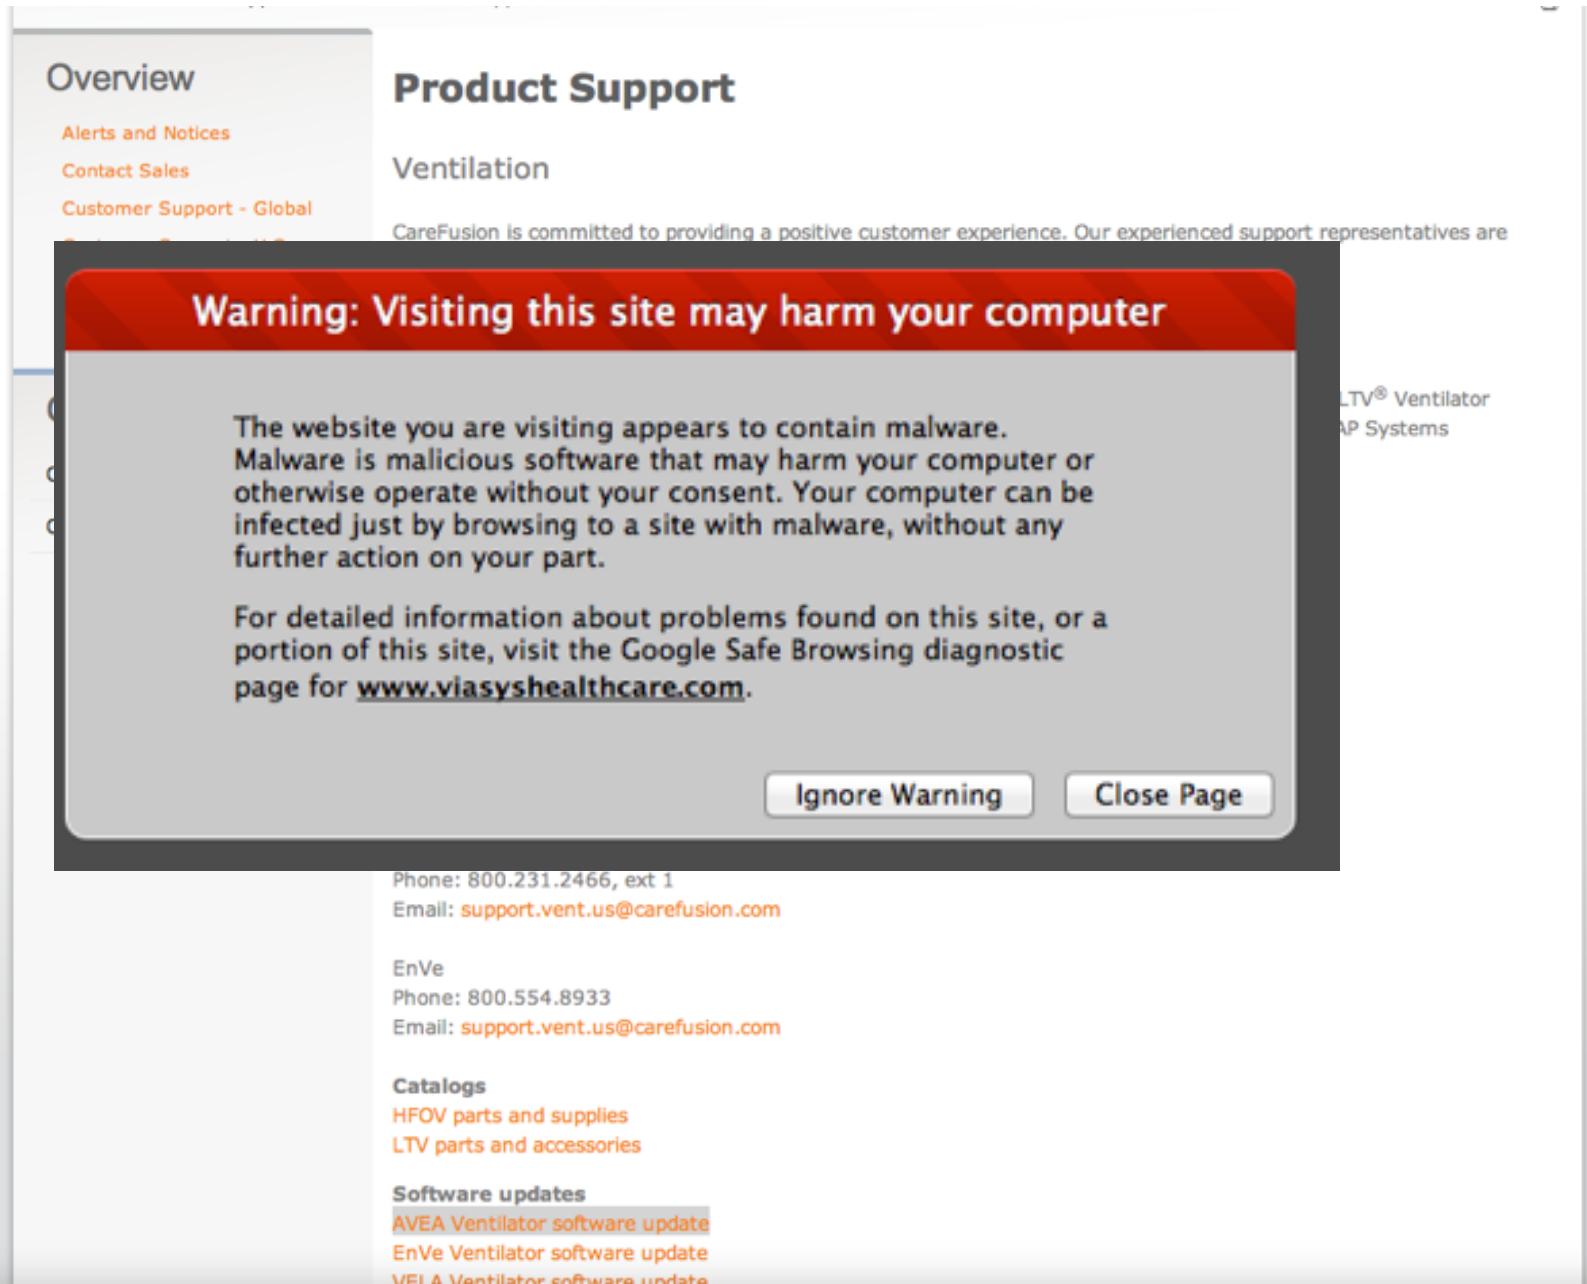 Overview
Alerts and Notices
Contact Sales
Customer Support - Global
Product Support
Ventilation
CareFusion is committed to providing a positive customer experience. Our experienced support representatives are
LTV® Ventilator
AP Systems
Warning: Visiting this site may harm your computer
The website you are visiting appears to contain malware.
Malware is malicious software that may harm your computer or
otherwise operate without your consent. Your computer can be
infected just by browsing to a site with malware, without any
further action on your part.
For detailed information about problems found on this site, or a
portion of this site, visit the Google Safe Browsing diagnostic
page for www.viasyshealthcare.com.
Ignore Warning
Close Page
Phone: 800.231.2466, ext 1
Email: support.vent.us@carefusion.com
EnVe
Phone: 800.554.8933
Email: support.vent.us@carefusion.com
Catalogs
HFOV parts and supplies
LTV parts and accessories
Software updates
AVEA Ventilator software update
EnVe Ventilator software update
VELA Ventilator software update